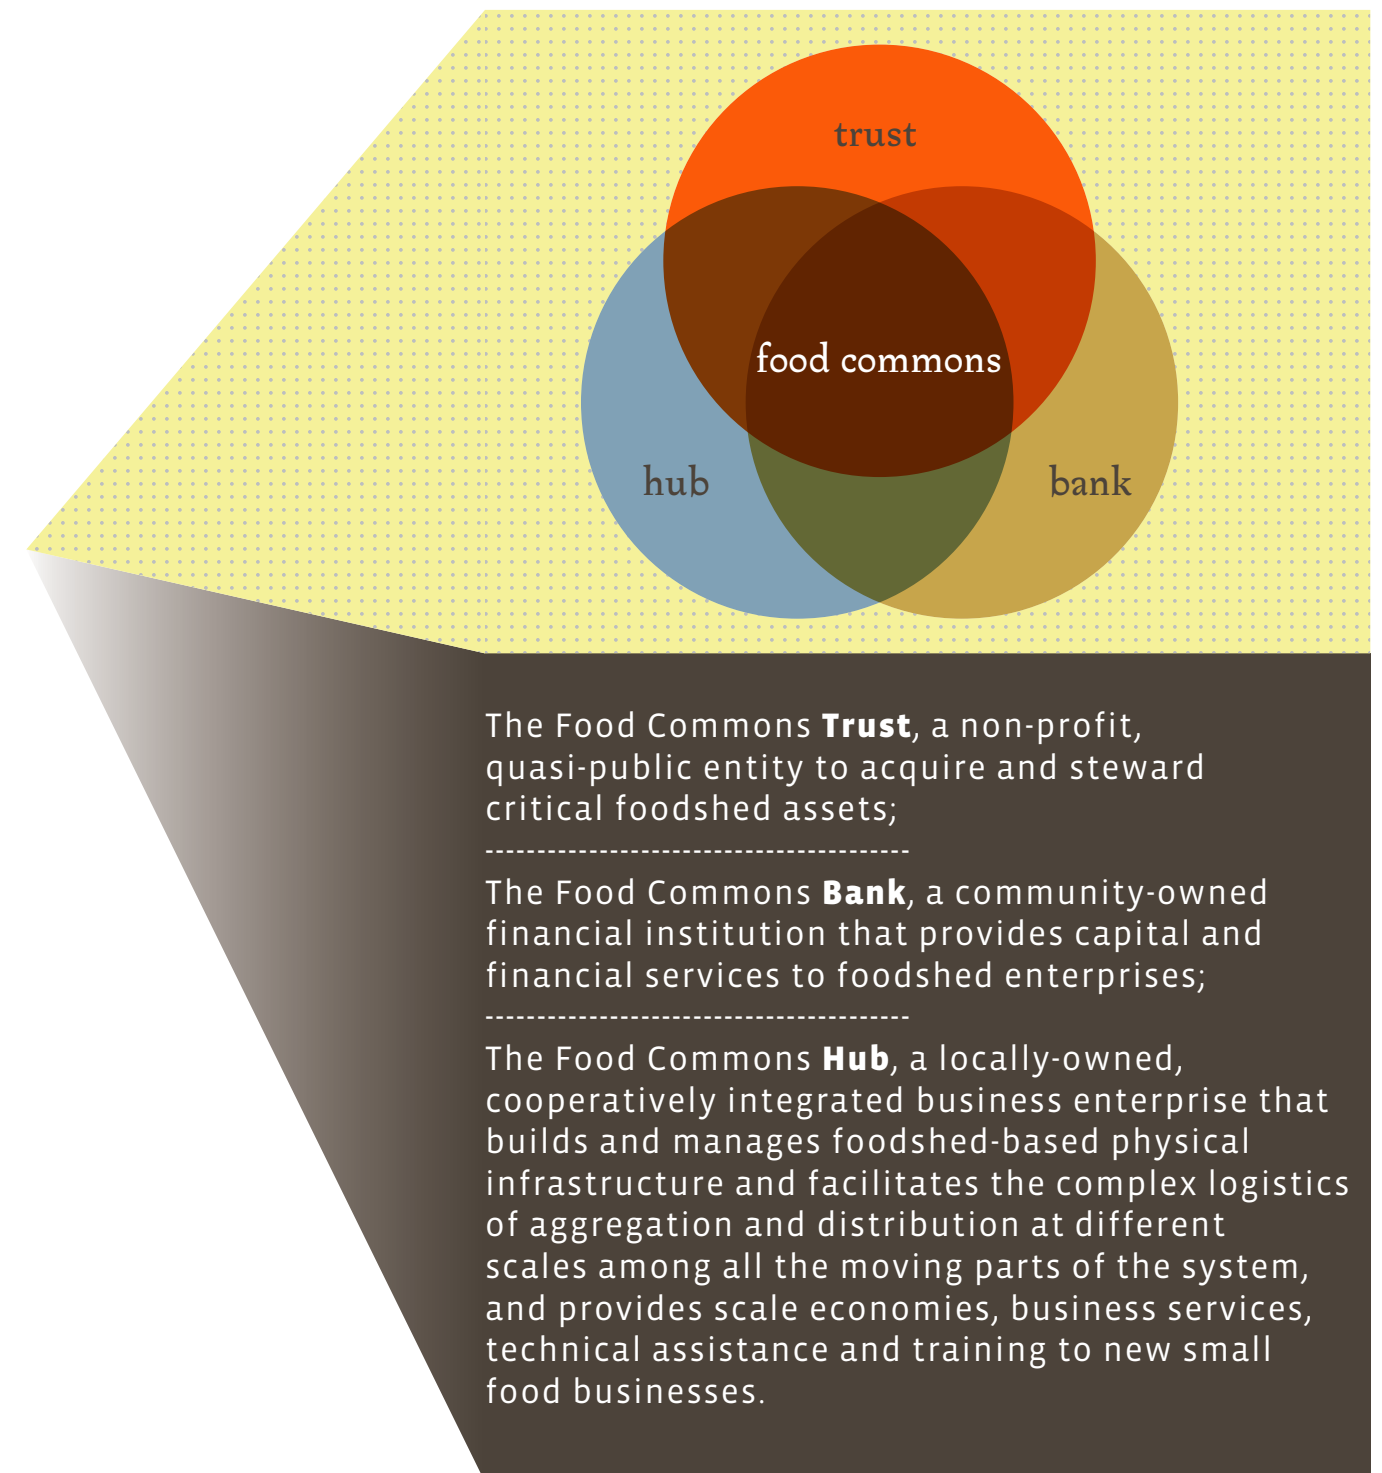 trust
food commons
hub
bank
The Food Commons Trust, a non-profit,
quasi-public entity to acquire and steward
critical foodshed assets;
-----------------------------------------
The Food Commons Bank, a community-owned
financial institution that provides capital and
financial services to foodshed enterprises;
-----------------------------------------
The Food Commons Hub, a locally-owned,
cooperatively integrated business enterprise that
builds and manages foodshed-based physical
infrastructure and facilitates the complex logistics
of aggregation and distribution at different
scales among all the moving parts of the system,
and provides scale economies, business services,
technical assistance and training to new small
food businesses.